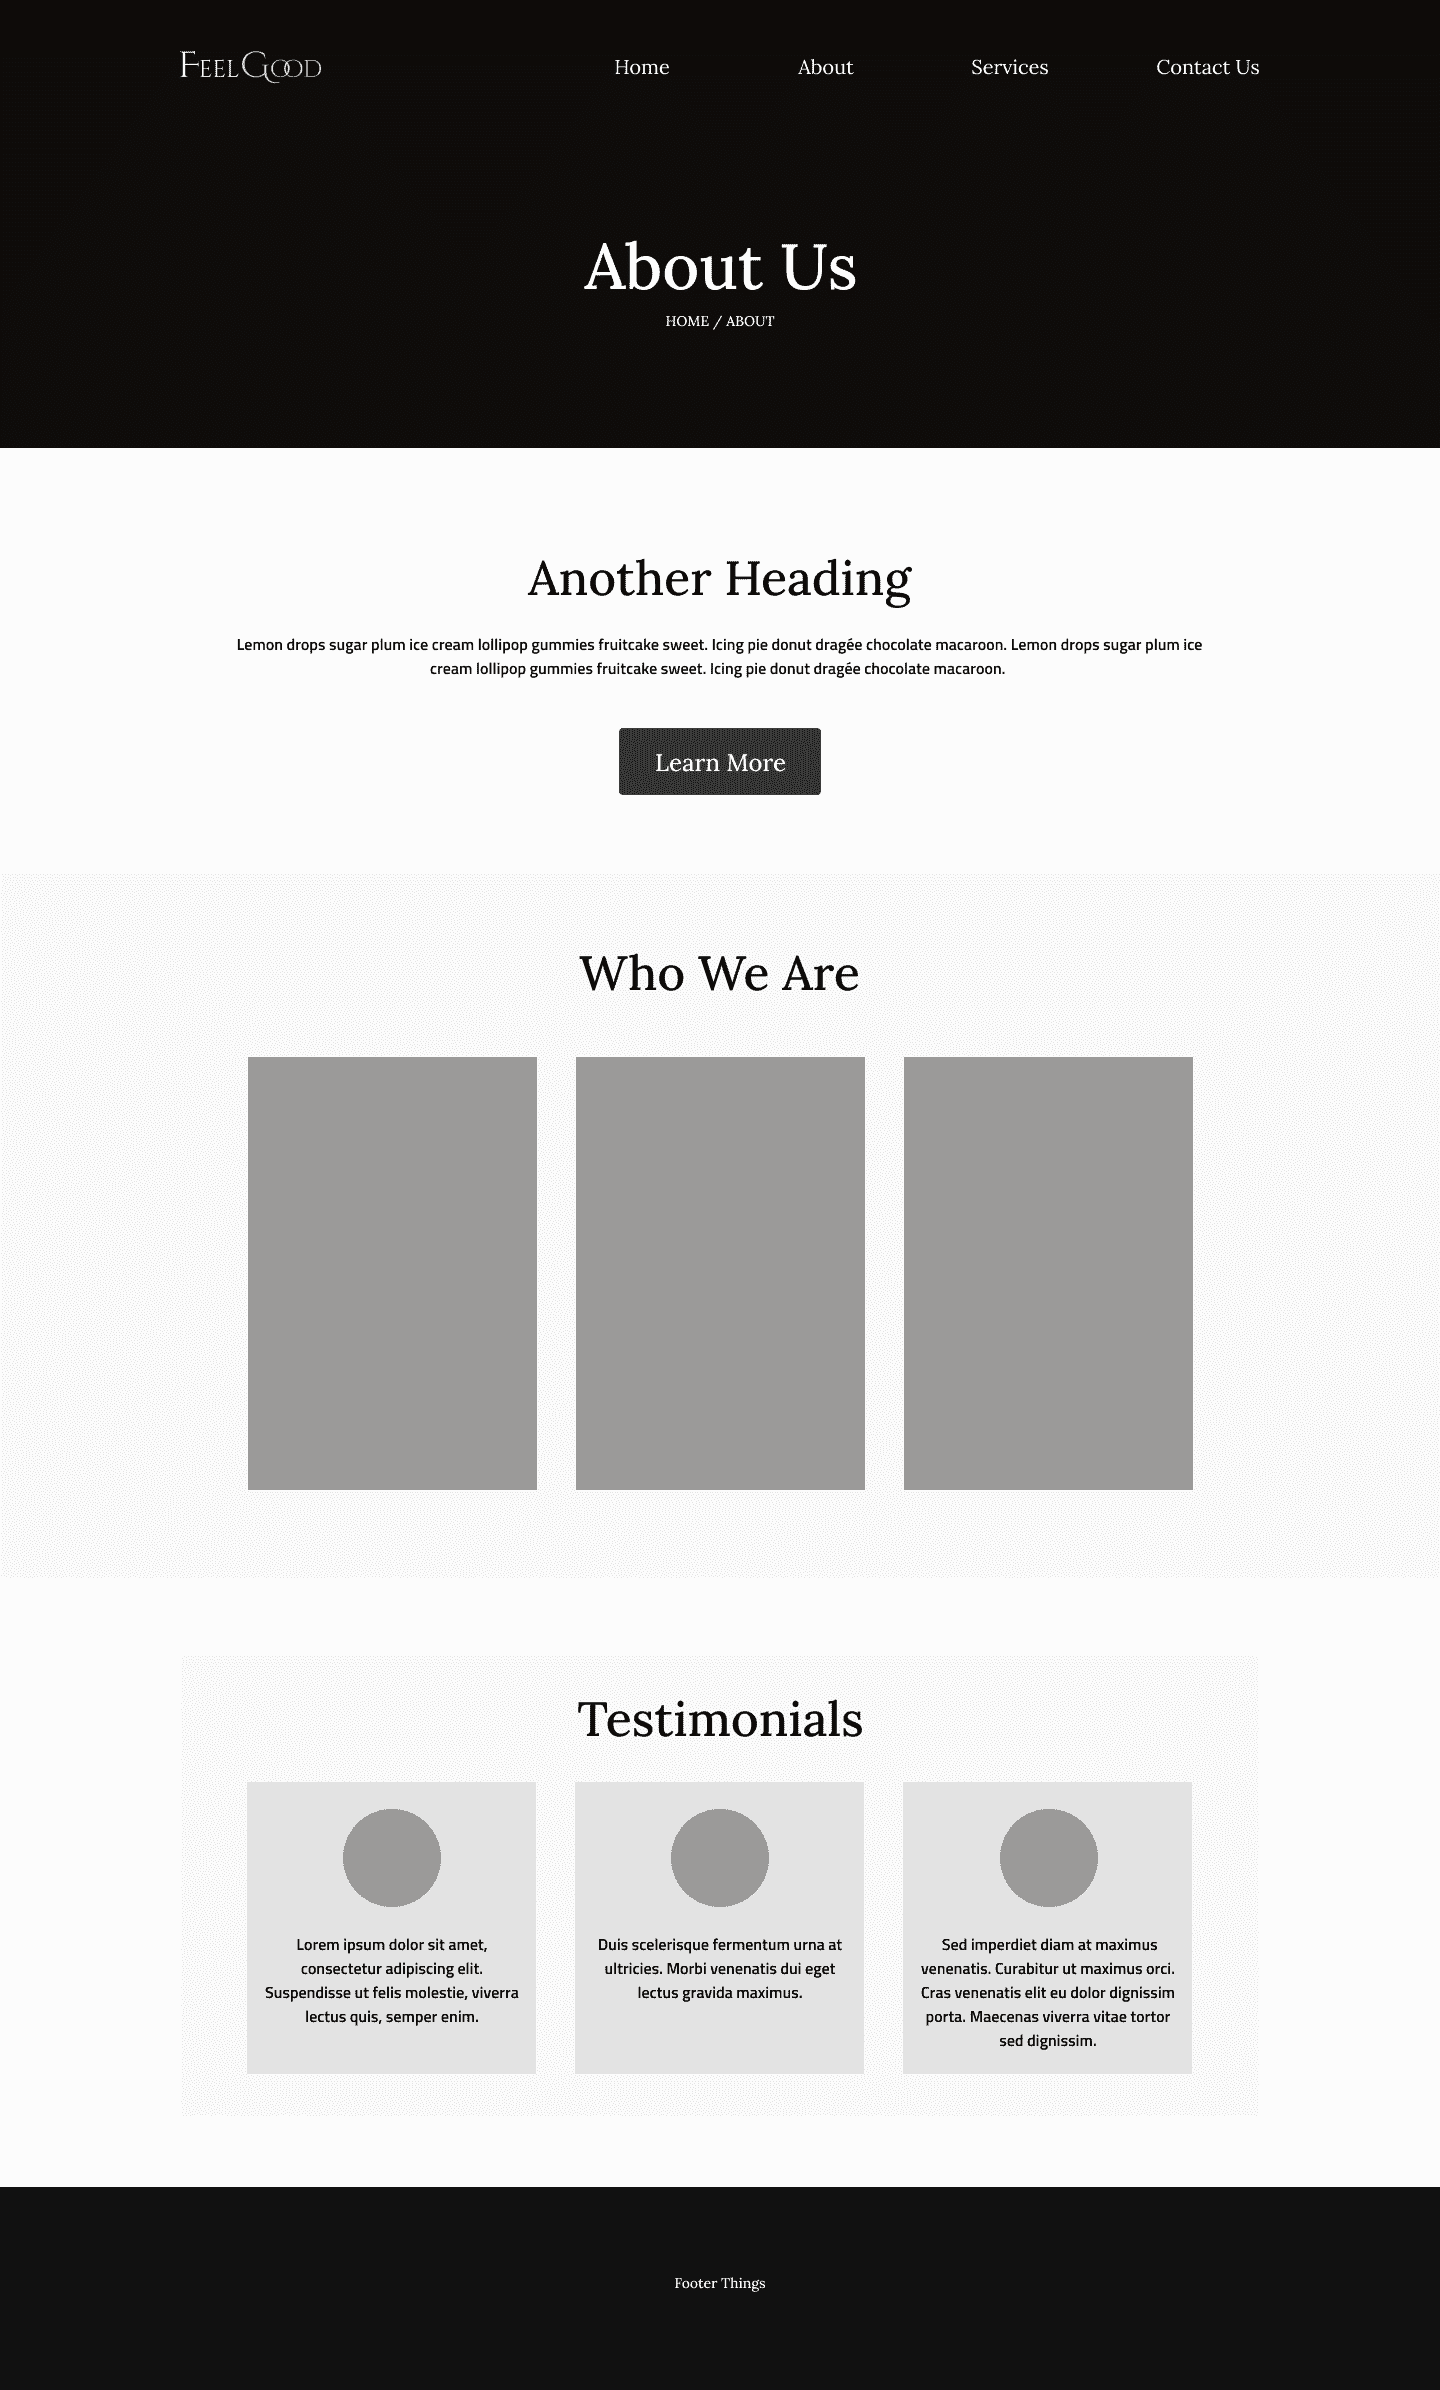 FEELGOOD
Home
About
Services
Contact Us
About Us
HOME / ABOUT
Another Heading
Lemon drops sugar plum ice cream lollipop gummies fruitcake sweet. Icing pie donut dragée chocolate macaroon. Lemon drops sugar plum ice
cream lollipop gummies fruitcake sweet. Icing pie donut dragée chocolate macaroon.
Learn More
Who We Are
Testimonials
Lorem ipsum dolor sit amet,
consectetur adipiscing elit.
Suspendisse ut felis molestie, viverra
lectus quis, semper enim.
Duis scelerisque fermentum urna at
ultricies. Morbi venenatis dui eget
lectus gravida maximus.
Sed imperdiet diam at maximus
venenatis. Curabitur ut maximus orci.
Cras venenatis elit eu dolor dignissim
porta. Maecenas viverra vitae tortor
sed dignissim.
Footer Things